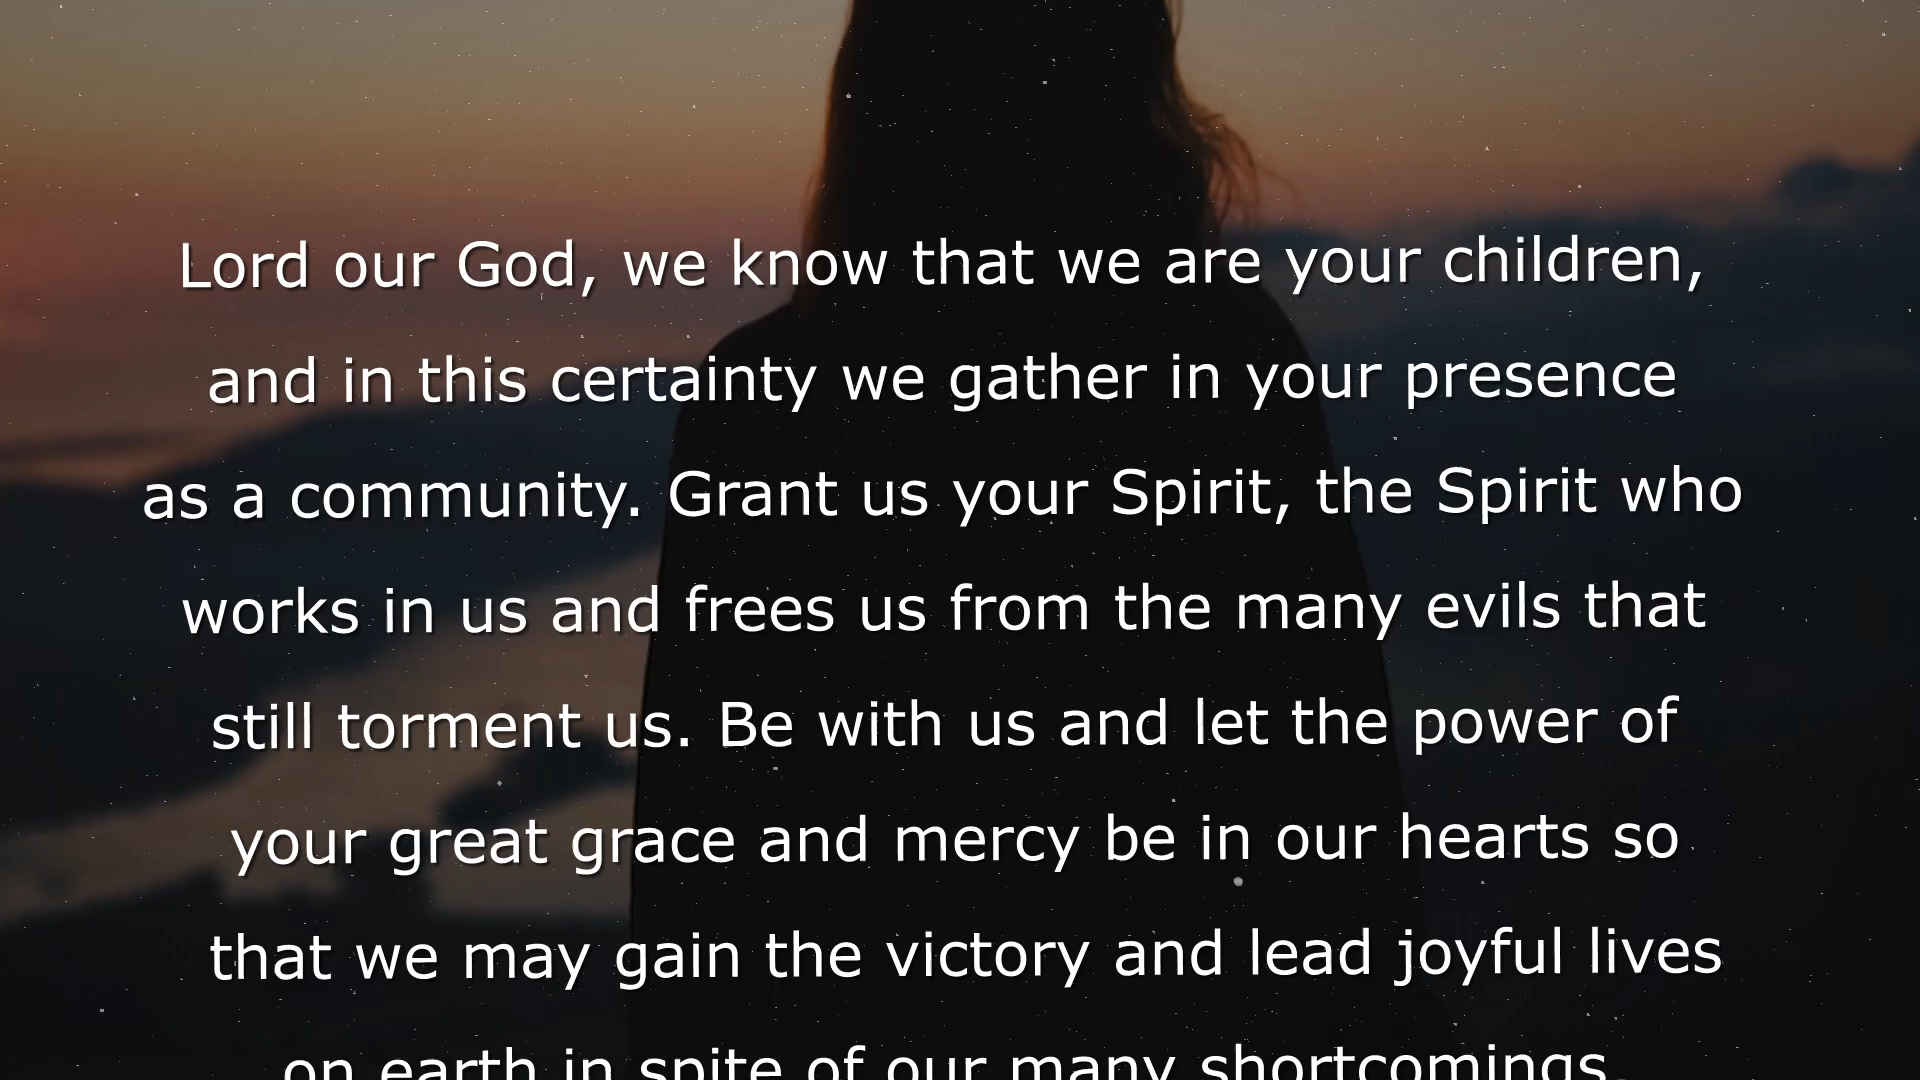 Lord our God, we know that we are your children,
and in this certainty we gather in your presence
as a community. Grant us your Spirit, the Spirit who
works in us and frees us from the many evils that
still torment us. Be with us and let the power of
your great grace and mercy be in our hearts so
that we may gain the victory and lead joyful lives
on earth in spite of our many shortcomings,